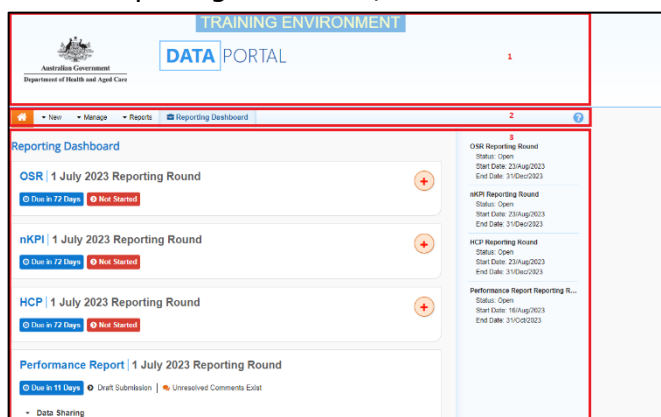 TRAINING ENVIRONMENT
Australian Government
Department of Health and Aged Care
DATA PORTAL
1
New Manage Reports Reporting Dashboard
2
?
Reporting Dashboard
OSR | 1 July 2023 Reporting Round
Due in 72 Days Not Started
nKPI | 1 July 2023 Reporting Round
Due in 72 Days Not Started
HCP | 1 July 2023 Reporting Round
Due in 72 Days Not Started
Performance Report | 1 July 2023 Reporting Round
Due in 11 Days Draft Submission | Unresolved Comments Exist
Data Sharing
3
OSR Reporting Round
Status: Open
Start Date: 23/Aug/2023
End Date: 31/Dec/2023
nKPI Reporting Round
Status: Open
Start Date: 23/Aug/2023
End Date: 31/Dec/2023
HCP Reporting Round
Status: Open
Start Date: 23/Aug/2023
End Date: 31/Dec/2023
Performance Report Reporting R...
Status: Open
Start Date: 16/Aug/2023
End Date: 31/Oct/2023